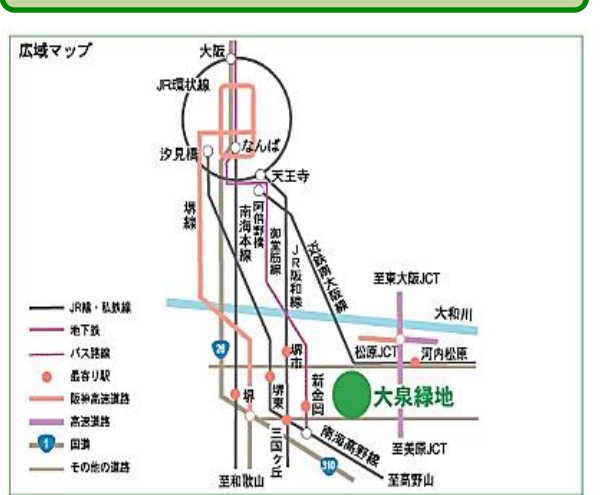 広域マップ
大阪
JR環状線
汐見橋
なんば
天王寺
堺線
南海本線
阿倍野橋
御堂筋線
JR阪和線
近鉄南大阪線
至東大阪JCT
大和川
松原JCT
河内松原
26
堺市
堺
堺東
新金岡
大泉緑地
三国ヶ丘
南海高野線
310
至美原JCT
至和歌山
至高野山
JR線・私鉄線
地下鉄
バス路線
最寄り駅
阪神高速道路
高速道路
1
国道
その他の道路